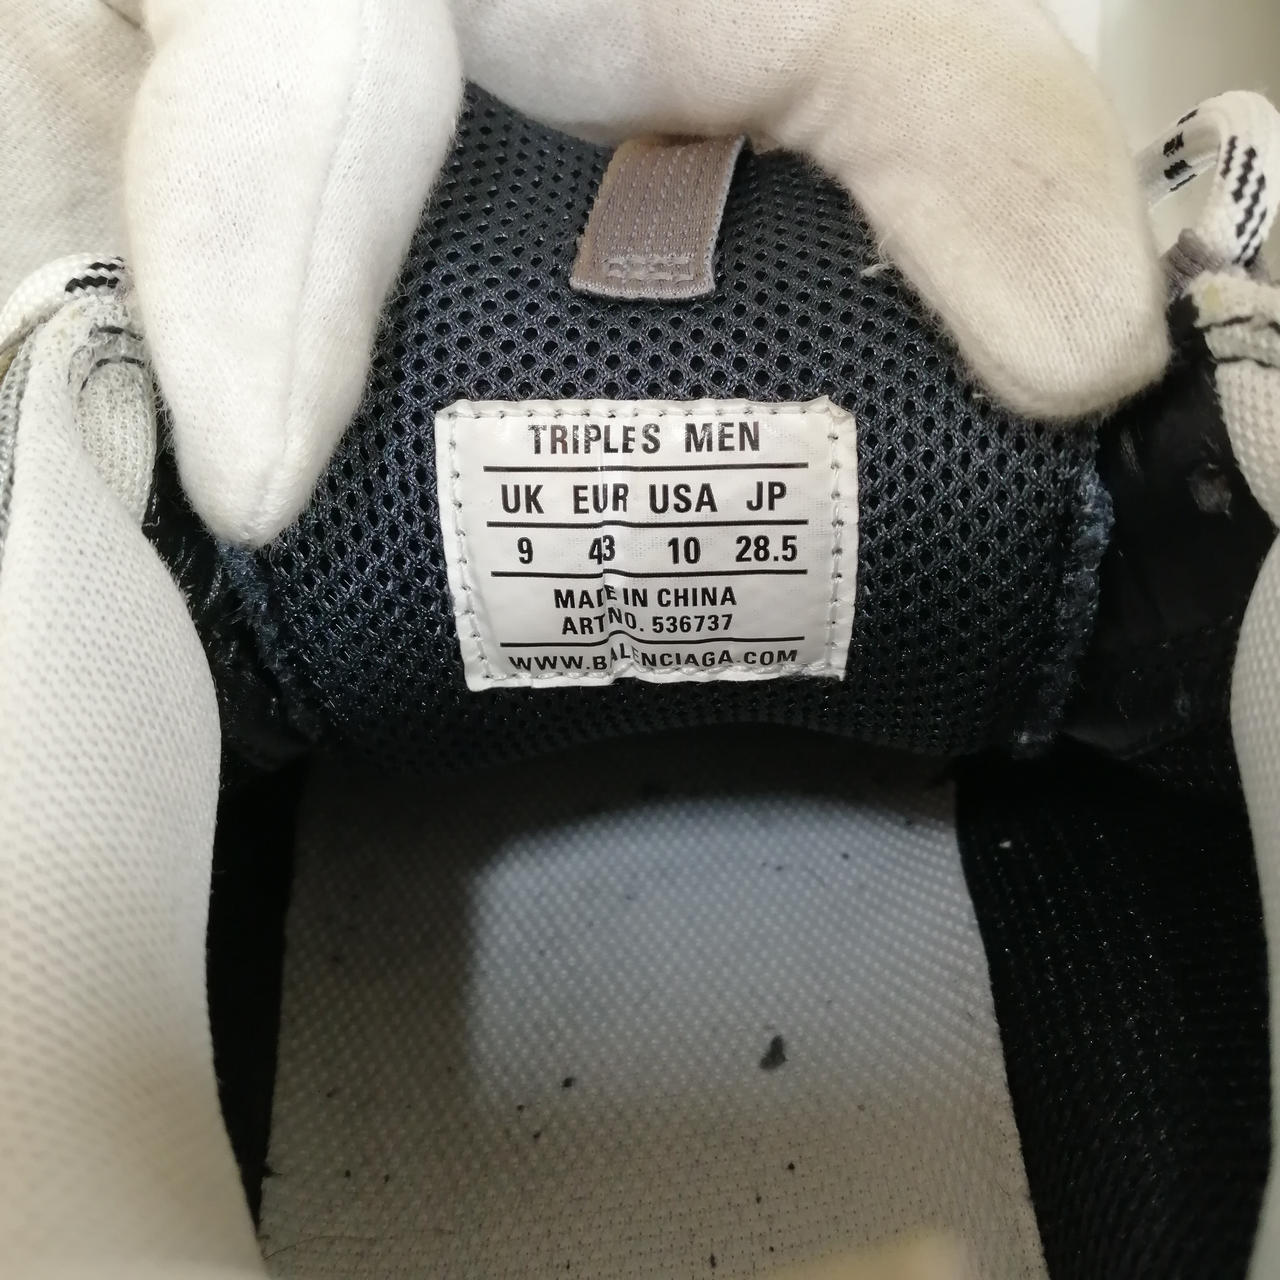 TRIPLES MEN
UK EUR USA JP
9 43 10 28.5
MADE IN CHINA
ART NO. 536737
WWW.BALENCIAGA.COM